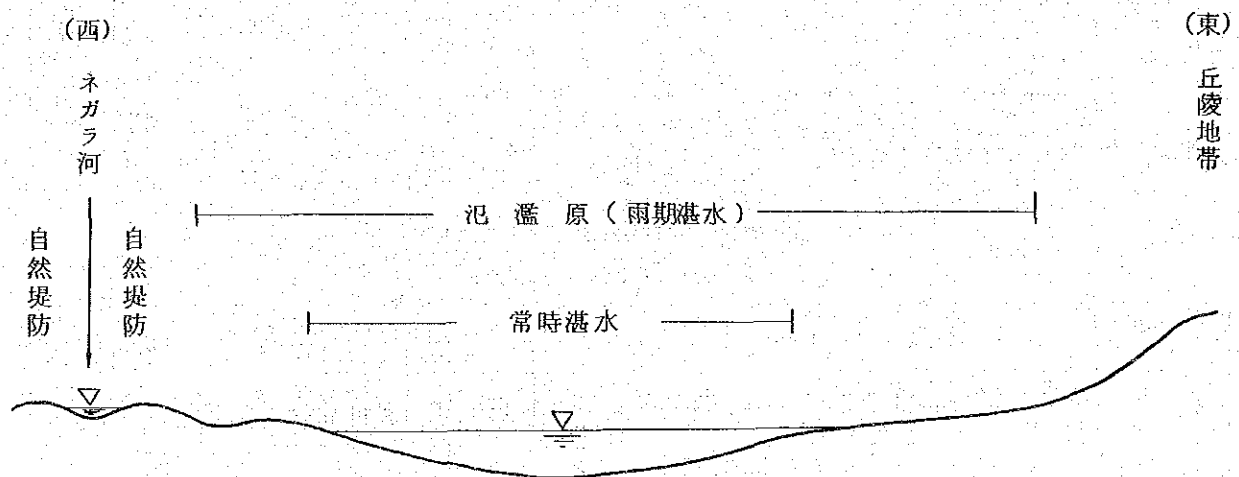 (西)
ネガラ河
自然堤防
自然堤防
氾濫原(雨期湛水)
常時湛水
(東)
丘陵地帯